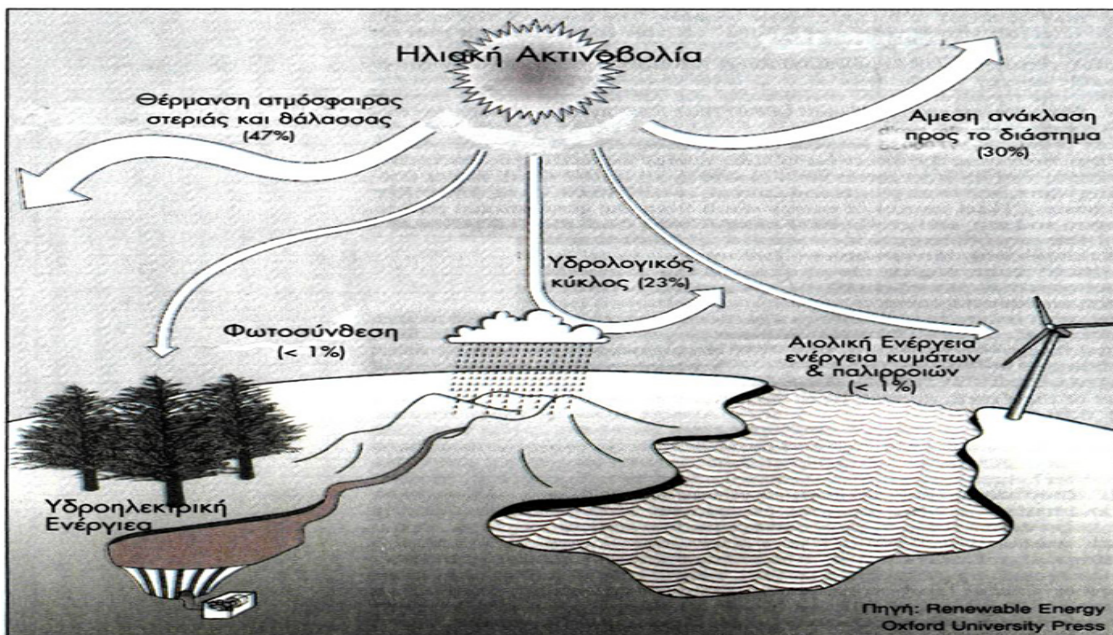 Ηλιακή Ακτινοβολία
Θέρμανση ατμόσφαιρας
στεριάς και θάλασσας
(47%)
Αμεση ανάκλαση
προς το διάστημα
(30%)
Υδρολογικός
κύκλος (23%)
Φωτοσύνθεση
(< 1%)
Αιολική Ενέργεια
ενέργεια κυμάτων
& παλιρροιών
(< 1%)
Υδροηλεκτρική
Ενέργιεα
Πηγή: Renewable Energy
Oxford University Press